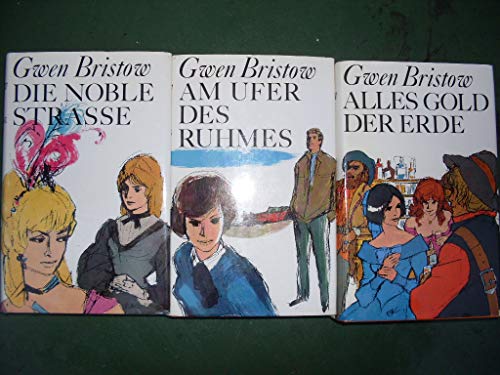 Gwen Bristow
DIE NOBLE
STRASSE
Gwen Bristow
AM UFER
DES
RUHMES
Gwen Bristow
ALLES GOLD
DER ERDE